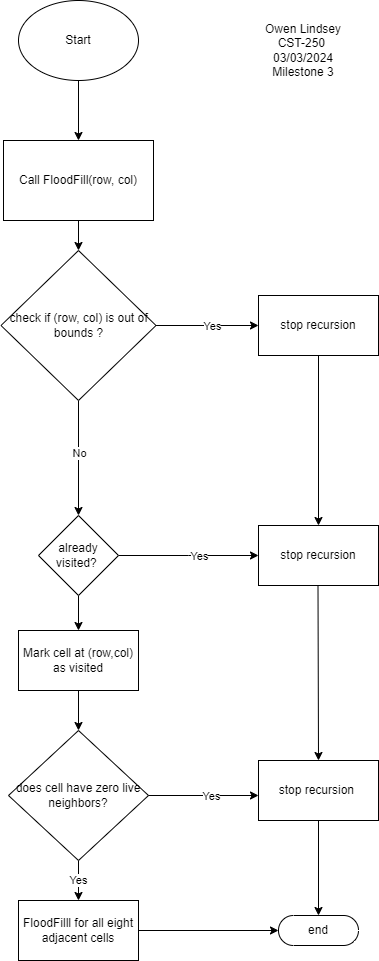 Start
Owen Lindsey
CST-250
03/03/2024
Milestone 3
Call FloodFill(row, col)
check if (row, col) is out of
bounds ?
Yes
stop recursion
No
already
visited?
Yes
stop recursion
Mark cell at (row,col)
as visited
does cell have zero live
neighbors?
Yes
stop recursion
Yes
FloodFilll for all eight
adjacent cells
end